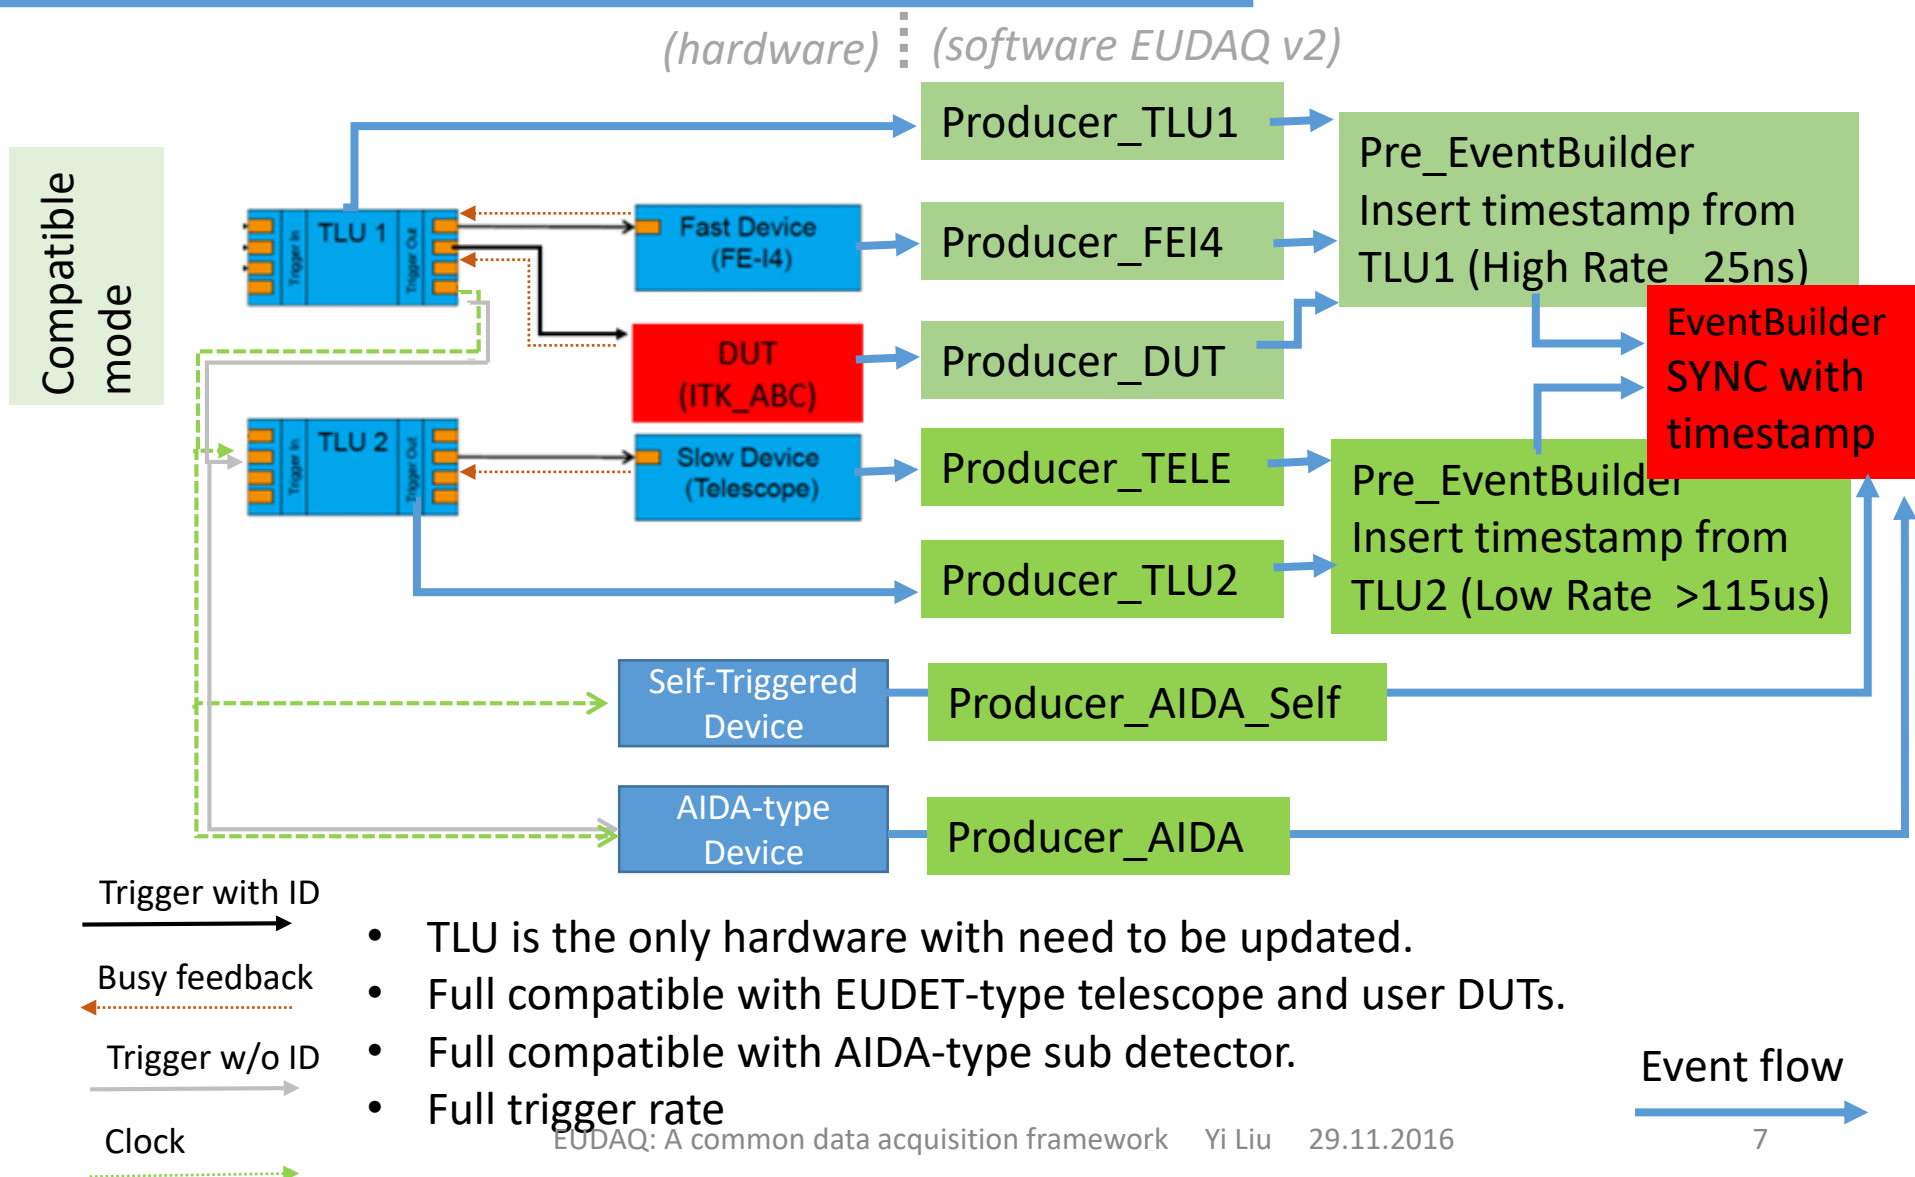 (hardware)
(software EUDAQ v2)
Compatible
mode
TLU 1
Trigger In
Trigger Out
Fast Device
(FE-I4)
DUT
(ITK_ABC)
TLU 2
Trigger In
Trigger Out
Slow Device
(Telescope)
Self-Triggered
Device
AIDA-type
Device
Producer_TLU1
Producer_FEI4
Producer_DUT
Producer_TELE
Producer_TLU2
Producer_AIDA_Self
Producer_AIDA
Pre_EventBuilder
Insert timestamp from
TLU1 (High Rate 25ns)
EventBuilder
SYNC with
timestamp
Pre_EventBuilder
Insert timestamp from
TLU2 (Low Rate >115us)
Trigger with ID
Busy feedback
Trigger w/o ID
Clock
• TLU is the only hardware with need to be updated.
• Full compatible with EUDET-type telescope and user DUTs.
• Full compatible with AIDA-type sub detector.
• Full trigger rate
Event flow
EUDAQ: A common data acquisition framework Yi Liu 29.11.2016
7